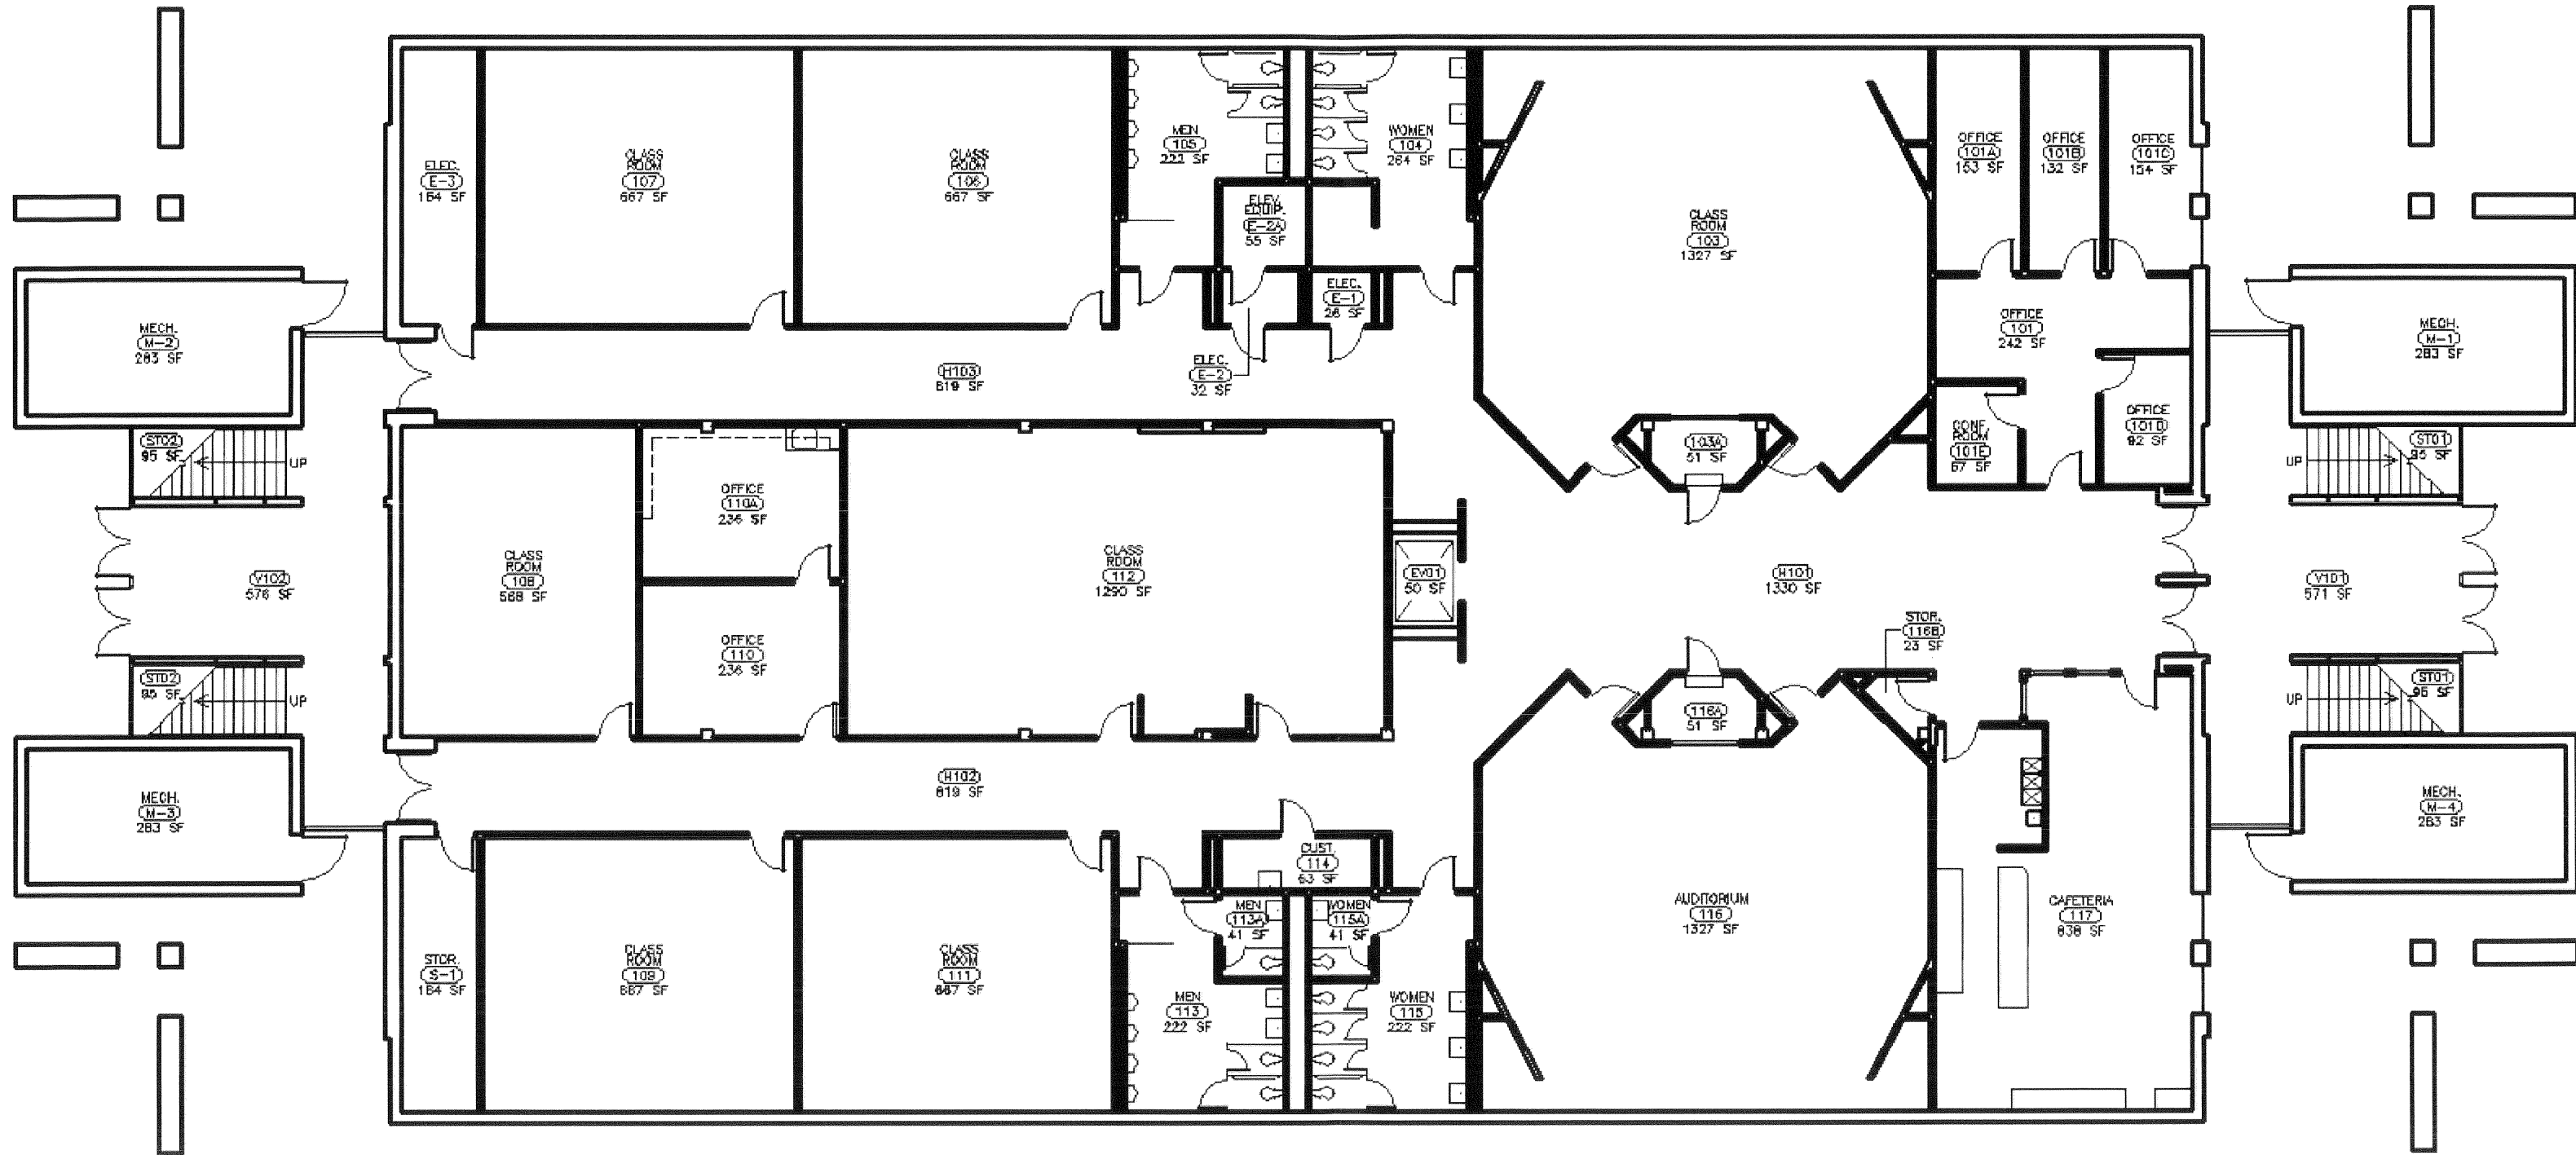 ELEC.
E-3
164 SF
CLASS
ROOM
107
667 SF
CLASS
ROOM
106
667 SF
MEN
105
222 SF
WOMEN
104
264 SF
ELEV.
EQUIP.
E-2A
55 SF
ELEC.
E-1
26 SF
ELEC.
E-2
32 SF
CLASS
ROOM
103
1327 SF
OFFICE
101A
153 SF
OFFICE
101B
132 SF
OFFICE
101C
154 SF
OFFICE
101
242 SF
OFFICE
101D
92 SF
CONF.
ROOM
101E
67 SF
103A
51 SF
MECH.
M-2
283 SF
MECH.
M-1
283 SF
H103
819 SF
ST02
95 SF
UP
ST01
95 SF
UP
OFFICE
110A
236 SF
CLASS
ROOM
108
568 SF
CLASS
ROOM
112
1290 SF
EV01
50 SF
H101
1330 SF
V102
576 SF
V101
571 SF
OFFICE
110
236 SF
STOR.
116B
23 SF
116A
51 SF
ST02
95 SF
UP
ST01
95 SF
UP
MECH.
M-3
283 SF
H102
819 SF
MECH.
M-4
283 SF
CUST.
114
63 SF
MEN
113A
41 SF
WOMEN
115A
41 SF
STOR.
S-1
164 SF
CLASS
ROOM
109
667 SF
CLASS
ROOM
111
667 SF
MEN
113
222 SF
WOMEN
115
222 SF
AUDITORIUM
116
1327 SF
CAFETERIA
117
838 SF